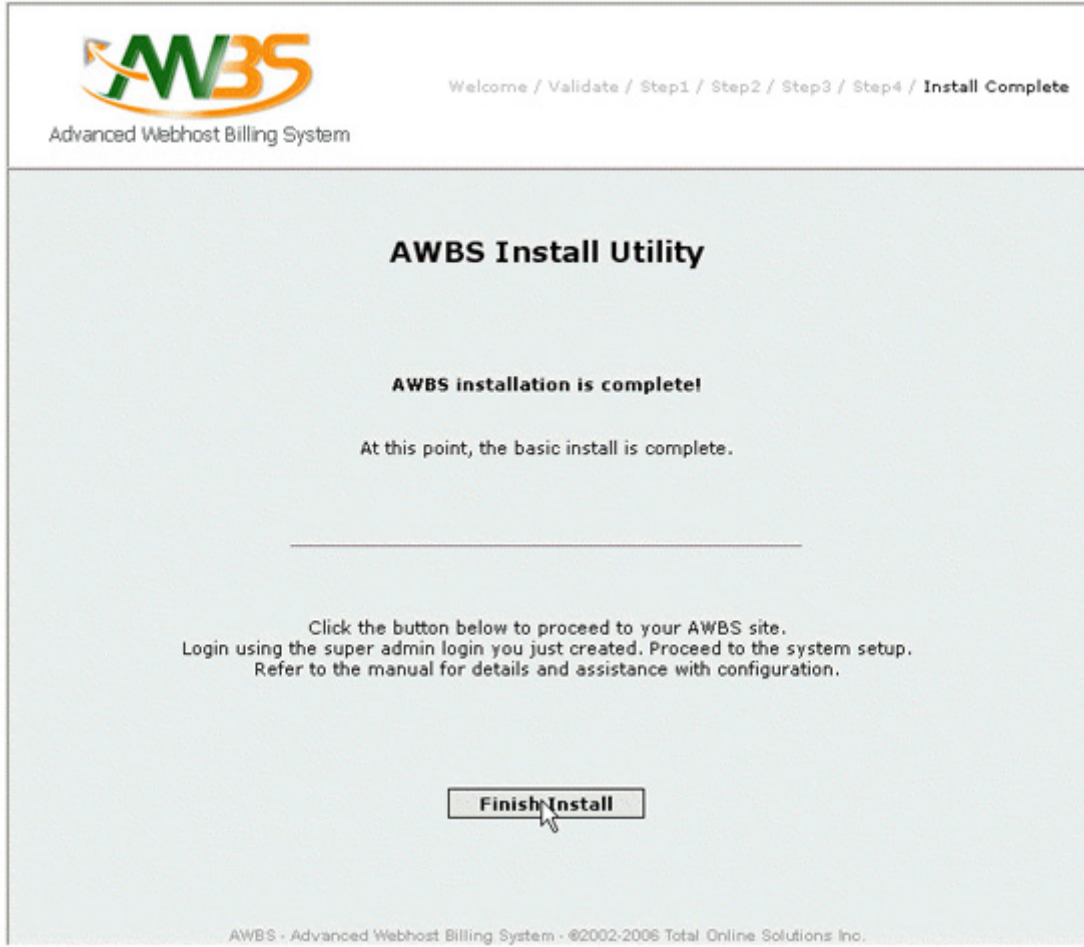 AWBS
Advanced Webhost Billing System
Welcome / Validate / Step1 / Step2 / Step3 / Step4 / Install Complete
AWBS Install Utility
AWBS installation is complete!
At this point, the basic install is complete.
Click the button below to proceed to your AWBS site.
Login using the super admin login you just created. Proceed to the system setup.
Refer to the manual for details and assistance with configuration.
Finish Install
AWBS - Advanced Webhost Billing System - ©2002-2006 Total Online Solutions Inc.